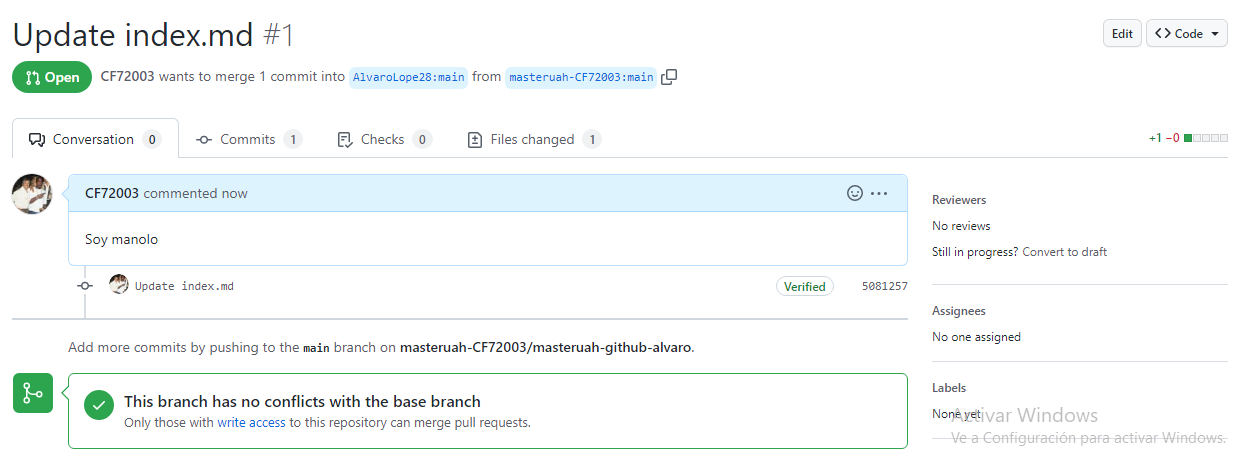 Update index.md #1
Edit
Code
Open
CF72003 wants to merge 1 commit into AlvaroLope28:main from masteruah-CF72003:main
Conversation 0
Commits 1
Checks 0
Files changed 1
+1 −0
CF72003 commented now
Soy manolo
Update index.md
Verified
5081257
Add more commits by pushing to the main branch on masteruah-CF72003/masteruah-github-alvaro.
This branch has no conflicts with the base branch
Only those with write access to this repository can merge pull requests.
Reviewers
No reviews
Still in progress? Convert to draft
Assignees
No one assigned
Labels
None yet
Activar Windows
Ve a Configuración para activar Windows.